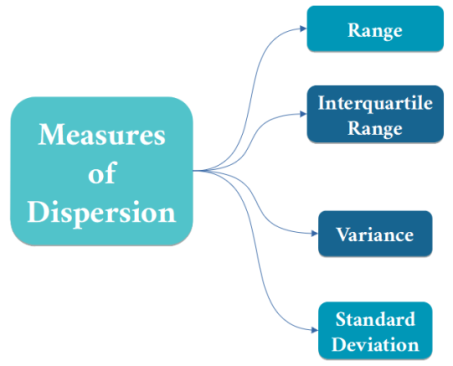 Measures
of
Dispersion
Range
Interquartile
Range
Variance
Standard
Deviation